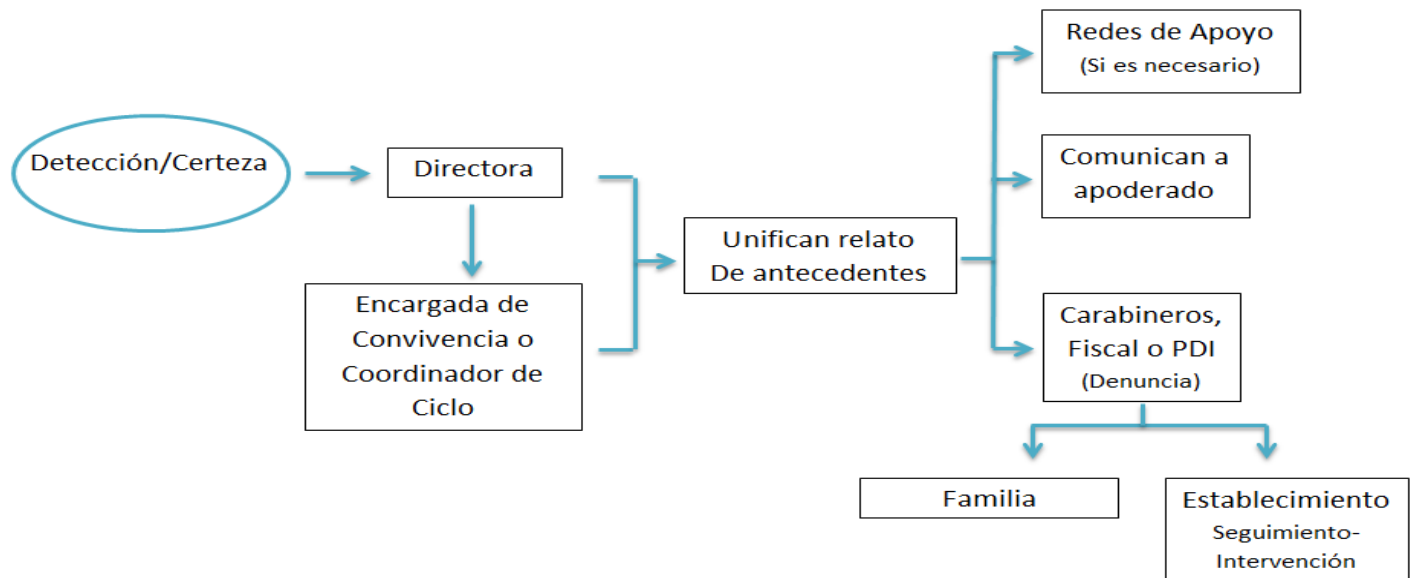 Detección/Certeza
Directora
Encargada de
Convivencia o
Coordinador de
Ciclo
Unifican relato
De antecedentes
Redes de Apoyo
(Si es necesario)
Comunican a
apoderado
Carabineros,
Fiscal o PDI
(Denuncia)
Familia
Establecimiento
Seguimiento-
Intervención